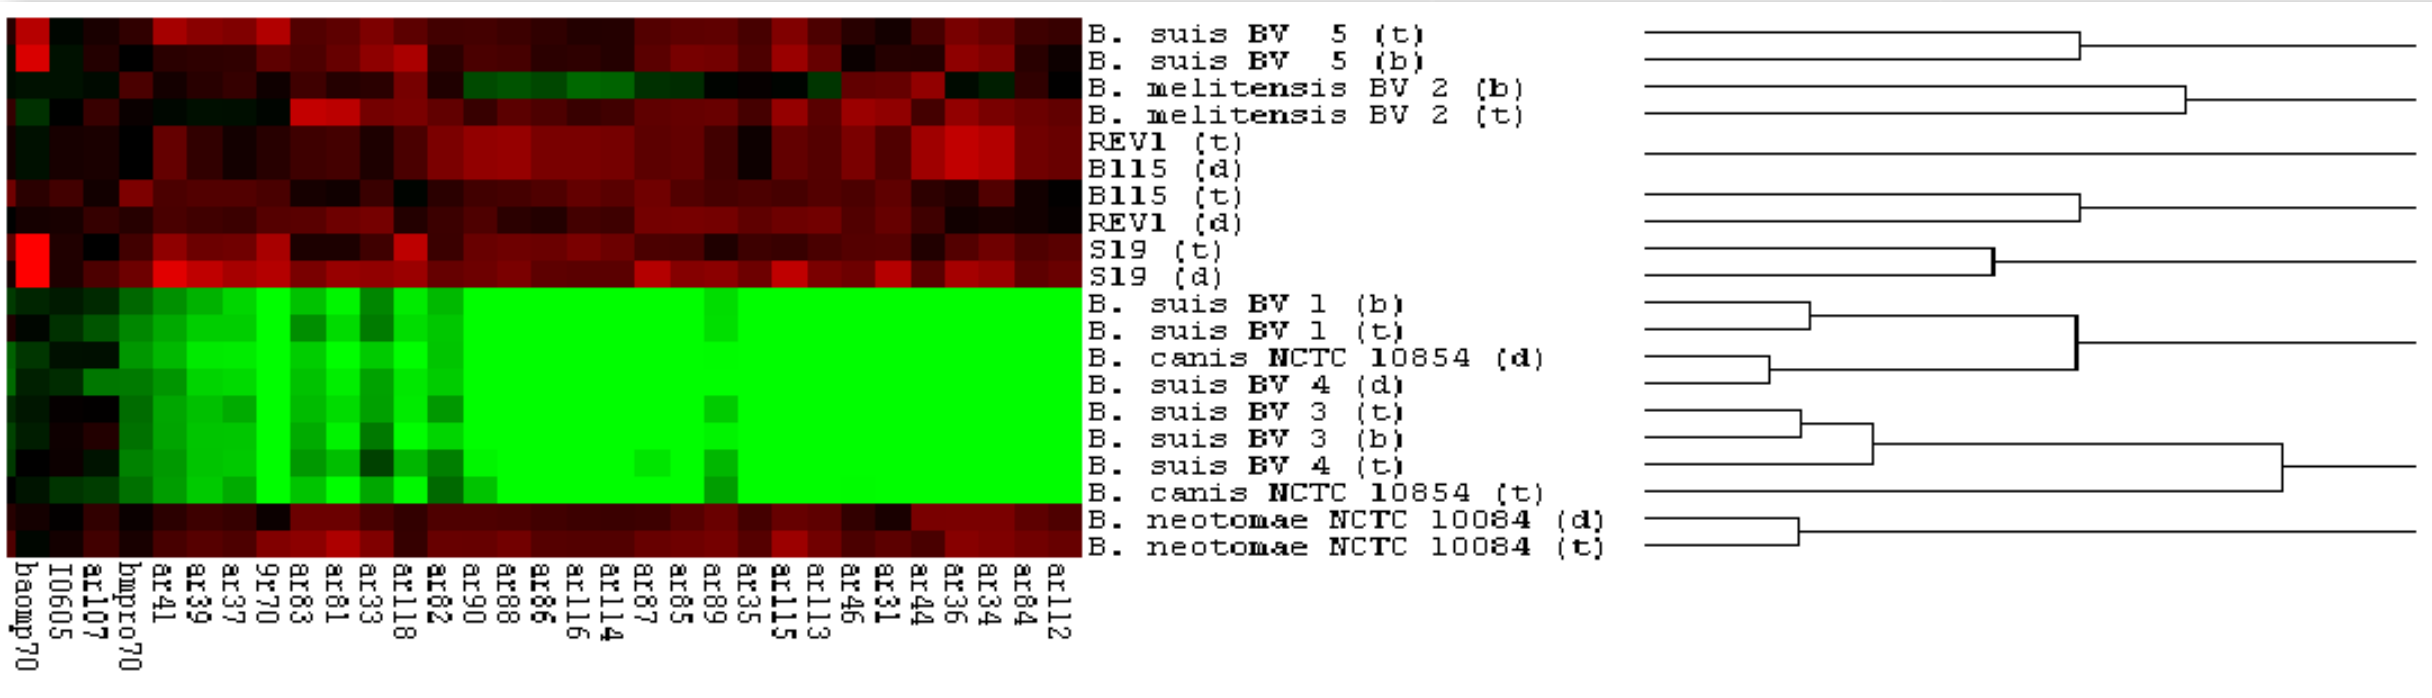 B. suis BV 5 (t)
B. suis BV 5 (b)
B. melitensis BV 2 (b)
B. melitensis BV 2 (t)
REV1 (t)
B115 (d)
B115 (t)
REV1 (d)
S19 (t)
S19 (d)
B. suis BV 1 (b)
B. suis BV 1 (t)
B. canis NCTC 10854 (d)
B. suis BV 4 (d)
B. suis BV 3 (t)
B. suis BV 3 (b)
B. suis BV 4 (t)
B. canis NCTC 10854 (t)
B. neotomae NCTC 10084 (d)
B. neotomae NCTC 10084 (t)
baomp70
I0605
ar107
bmpro70
ar41
ar39
ar37
9r70
ar83
ar81
ar33
ar118
ar82
ar90
ar88
ar86
ar116
ar114
ar87
ar85
ar89
ar35
ar115
ar113
ar46
ar31
ar44
ar36
ar34
ar84
ar112